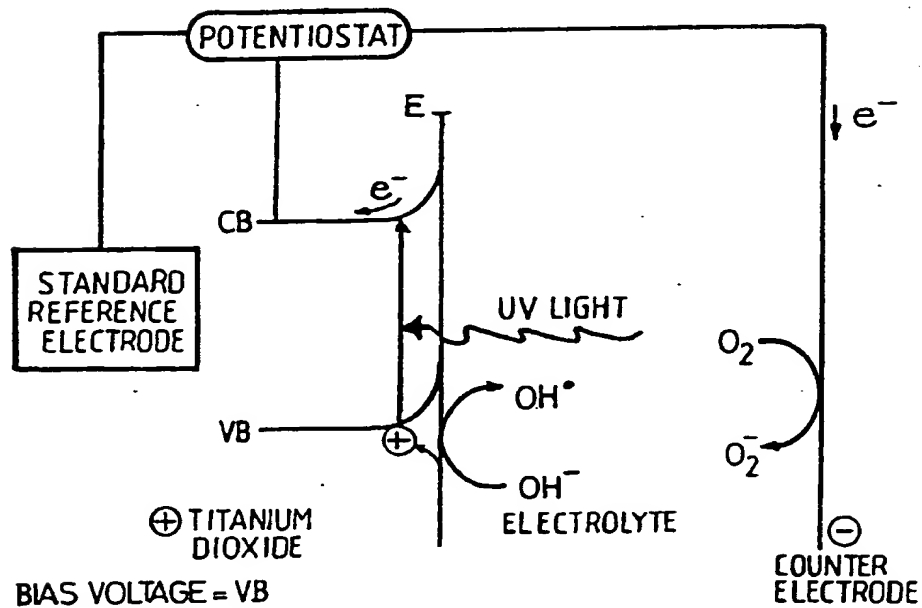 POTENTIOSTAT
E
e⁻
e⁻
CB
STANDARD
REFERENCE
ELECTRODE
UV LIGHT
O₂
OH•
VB
⊕
O₂⁻
OH⁻
⊕ TITANIUM
DIOXIDE
ELECTROLYTE
⊖
COUNTER
ELECTRODE
BIAS VOLTAGE = VB